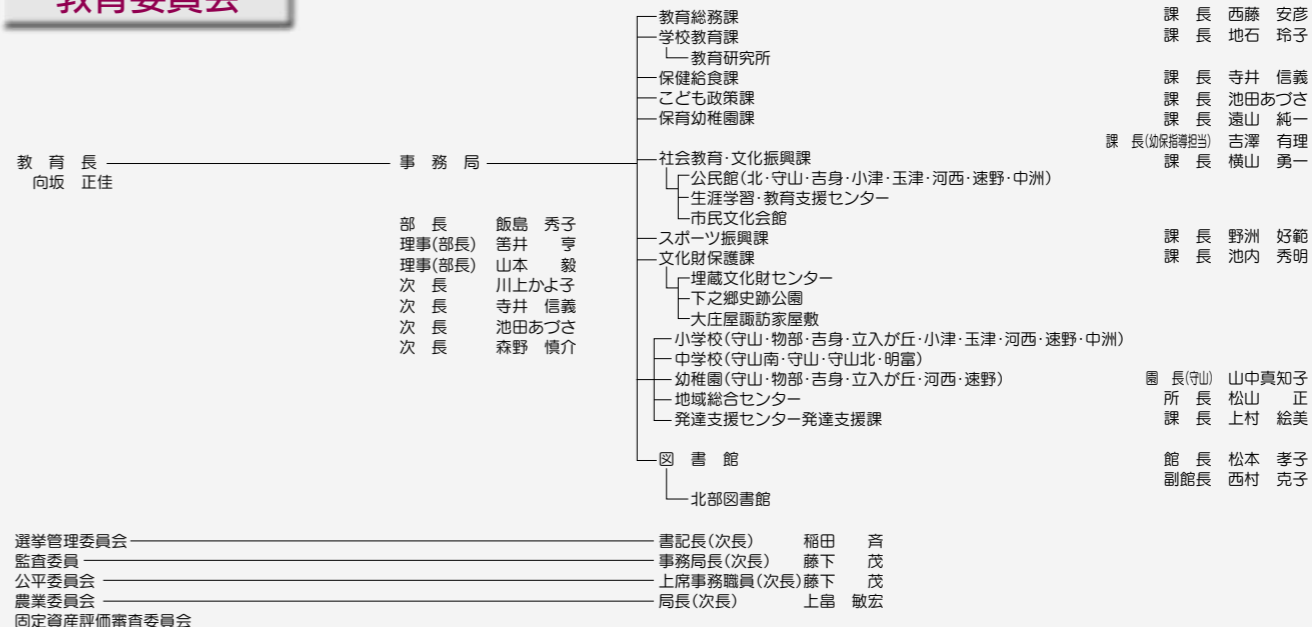 教育委員会
教育総務課 課 長 西藤 安彦
学校教育課 課 長 地石 玲子
教育研究所
保健給食課 課 長 寺井 信義
こども政策課 課 長 池田あづさ
保育幼稚園課 課 長 遠山 純一
課 長(幼保指導担当) 吉澤 有理
教 育 長 事 務 局 社会教育・文化振興課 課 長 横山 勇一
向坂 正佳
公民館(北・守山・吉身・小津・玉津・河西・速野・中洲)
生涯学習・教育支援センター
市民文化会館
部 長 飯島 秀子
理事(部長) 筈井 亨
理事(部長) 山本 毅
次 長 川上かよ子
次 長 寺井 信義
次 長 池田あづさ
次 長 森野 慎介
スポーツ振興課 課 長 野洲 好範
文化財保護課 課 長 池内 秀明
埋蔵文化財センター
下之郷史跡公園
大庄屋諏訪家屋敷
小学校(守山・物部・吉身・立入が丘・小津・玉津・河西・速野・中洲)
中学校(守山南・守山・守山北・明富)
幼稚園(守山・物部・吉身・立入が丘・河西・速野) 園 長(守山) 山中真知子
地域総合センター 所 長 松山 正
発達支援センター発達支援課 課 長 上村 絵美
図 書 館 館 長 松本 孝子
副館長 西村 克子
北部図書館
選挙管理委員会 書記長(次長) 稲田 斉
監査委員 事務局長(次長) 藤下 茂
公平委員会 上席事務職員(次長)藤下 茂
農業委員会 局長(次長) 上畠 敏宏
固定資産評価審査委員会